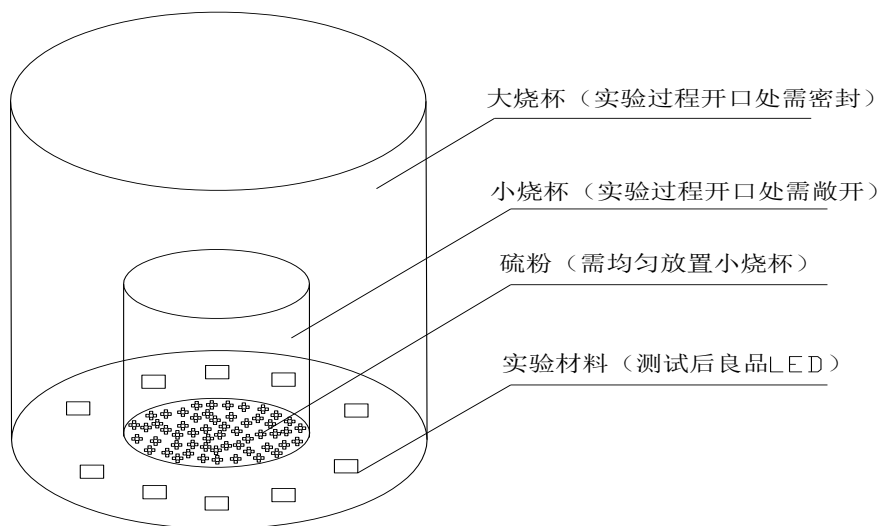 大烧杯（实验过程开口处需密封）
小烧杯（实验过程开口处需敞开）
硫粉（需均匀放置小烧杯）
实验材料（测试后良品LED）